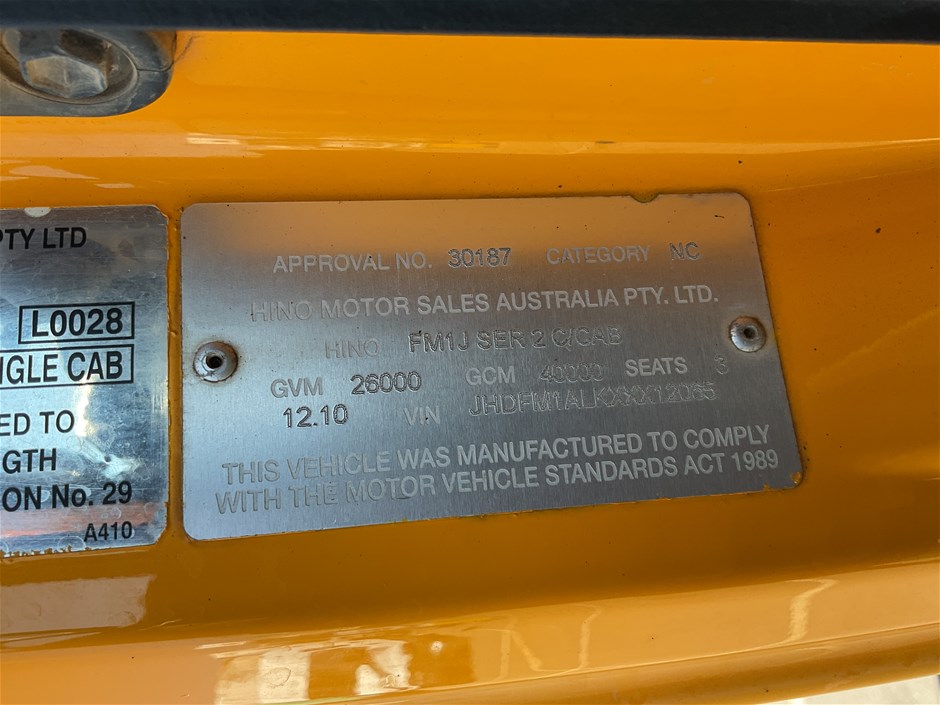 PTY LTD
L0028
NGLE CAB
ED TO
GTH
ON No. 29
A410
APPROVAL NO. 30187 CATEGORY NC
HINO MOTOR SALES AUSTRALIA PTY. LTD.
HINO FM1J SER 2 C/CAB
GVM 26000 GCM 40000 SEATS 3
12.10 VIN
THIS VEHICLE WAS MANUFACTURED TO COMPLY
WITH THE MOTOR VEHICLE STANDARDS ACT 1989